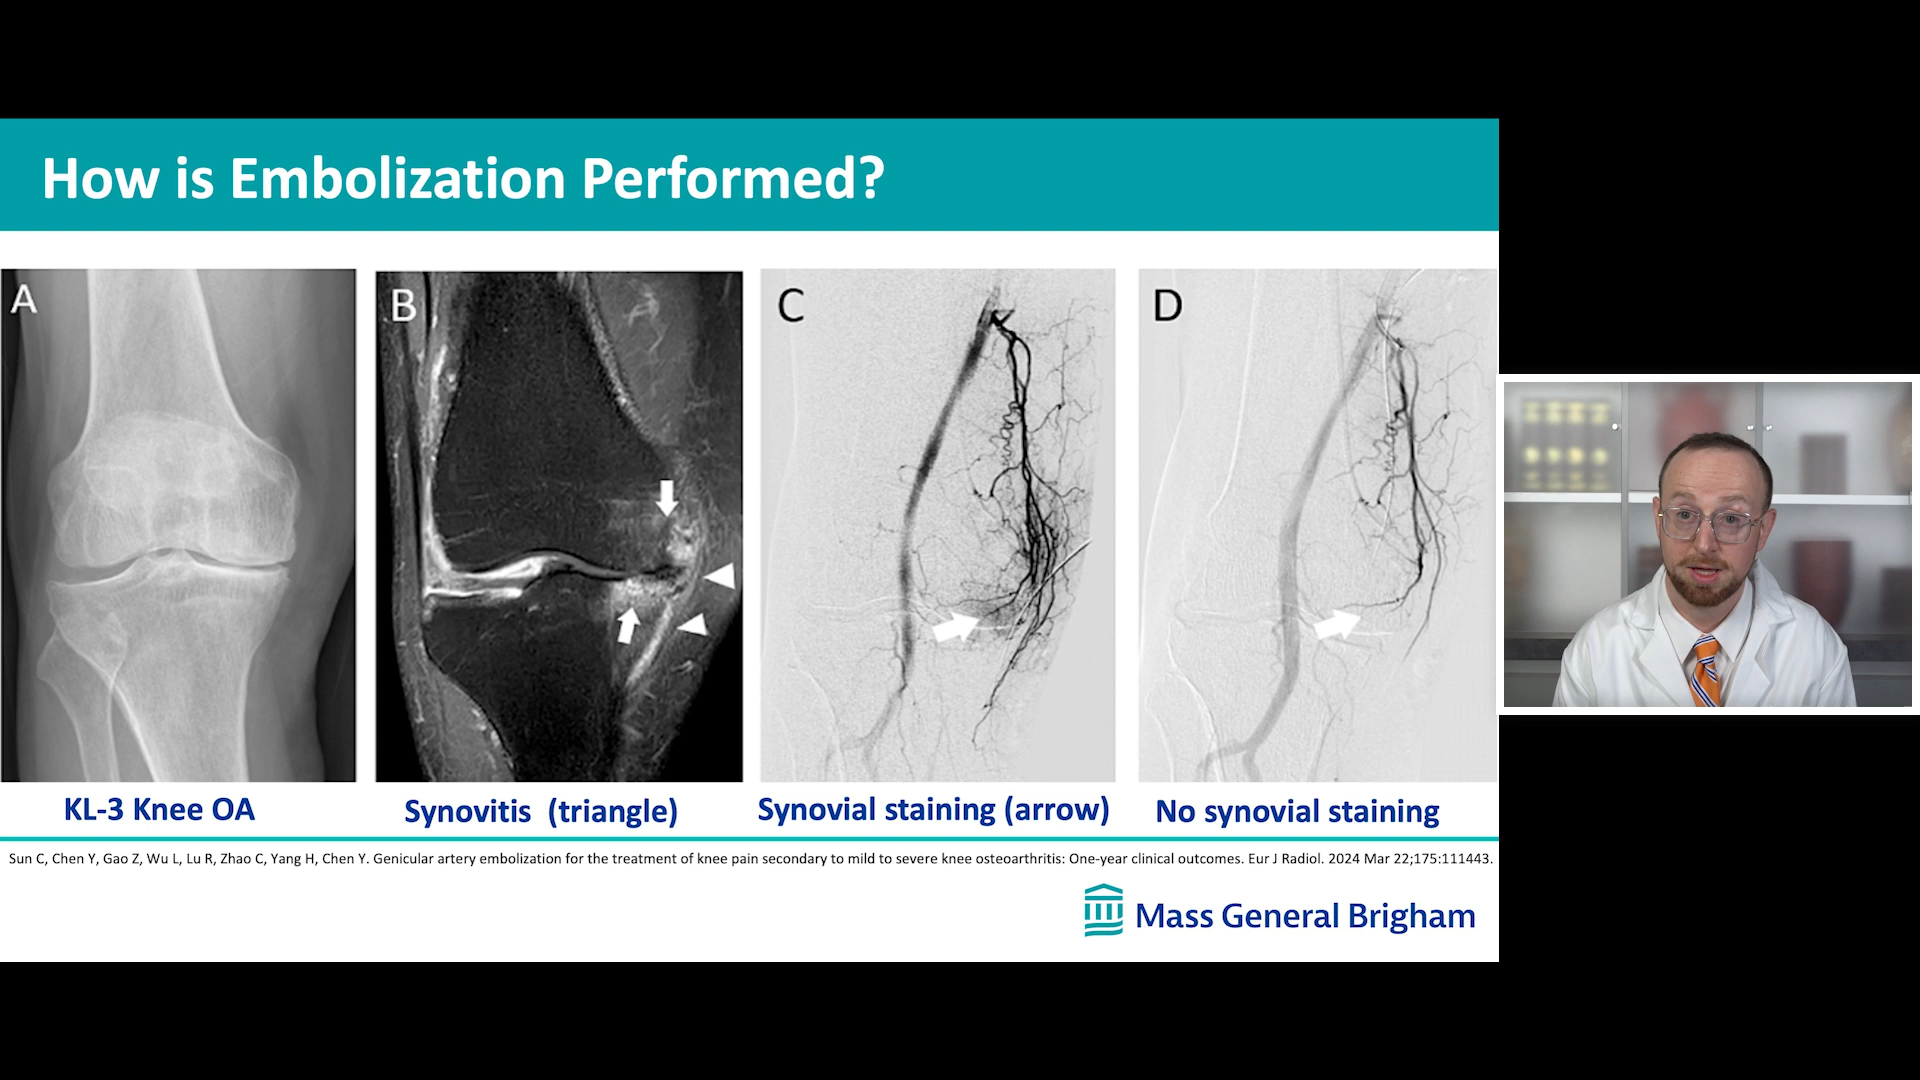 How is Embolization Performed?
A
B
C
D
KL-3 Knee OA
Synovitis (triangle)
Synovial staining (arrow)
No synovial staining
Sun C, Chen Y, Gao Z, Wu L, Lu R, Zhao C, Yang H, Chen Y. Genicular artery embolization for the treatment of knee pain secondary to mild to severe knee osteoarthritis: One-year clinical outcomes. Eur J Radiol. 2024 Mar 22;175:111443.
Mass General Brigham